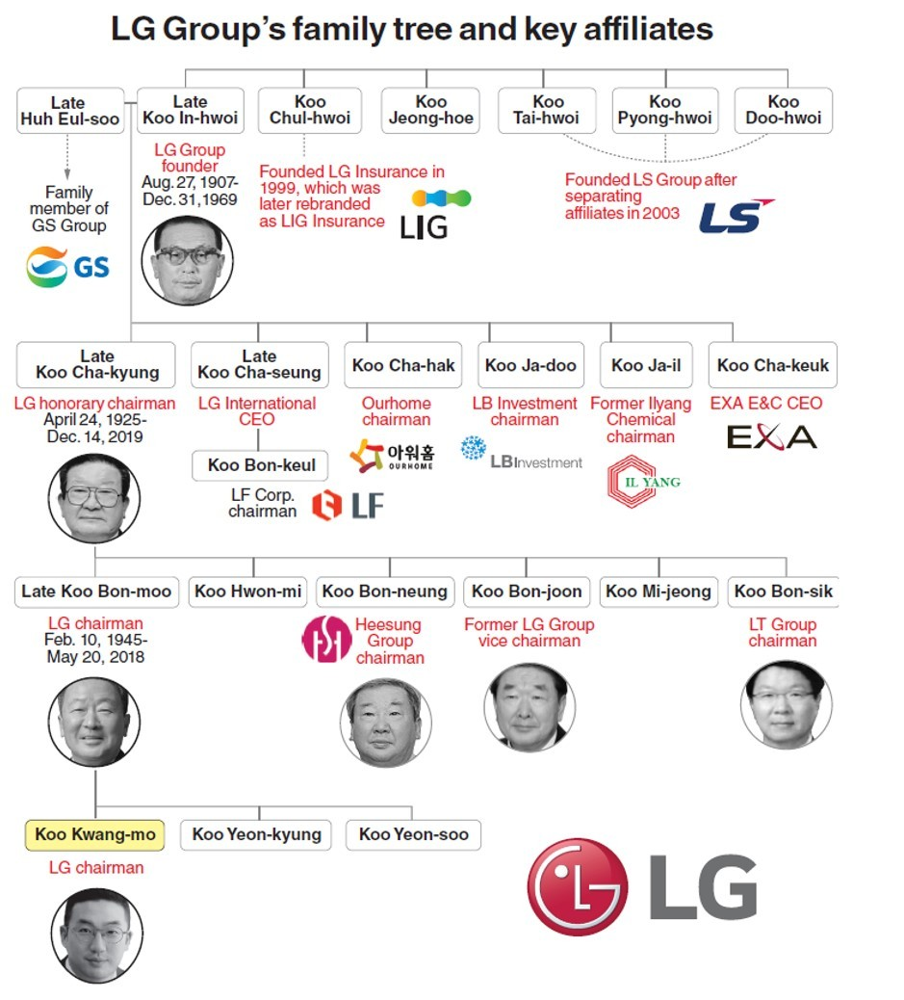 LG Group's family tree and key affiliates
Late
Huh Eul-soo
Late
Koo In-hwoi
Koo
Chul-hwoi
Koo
Jeong-hoe
Koo
Tai-hwoi
Koo
Pyong-hwoi
Koo
Doo-hwoi
Family
member of
GS Group
GS
LG Group
founder
Aug. 27, 1907-
Dec. 31,1969
Founded LG Insurance in
1999, which was
later rebranded
as LIG Insurance
LIG
Founded LS Group after
separating
affiliates in 2003
LS
Late
Koo Cha-kyung
Late
Koo Cha-seung
Koo Cha-hak
Koo Ja-doo
Koo Ja-il
Koo Cha-keuk
LG honorary chairman
April 24, 1925-
Dec. 14, 2019
LG International
CEO
Koo Bon-keul
LF Corp.
chairman
LF
Ourhome
chairman
아워홈
OURHOME
LB Investment
chairman
LBInvestment
Former Ilyang
Chemical
chairman
IL YANG
EXA E&C CEO
EXA
Late Koo Bon-moo
Koo Hwon-mi
Koo Bon-neung
Koo Bon-joon
Koo Mi-jeong
Koo Bon-sik
LG chairman
Feb. 10, 1945-
May 20, 2018
Heesung
Group
chairman
Former LG Group
vice chairman
LT Group
chairman
Koo Kwang-mo
Koo Yeon-kyung
Koo Yeon-soo
LG chairman
LG